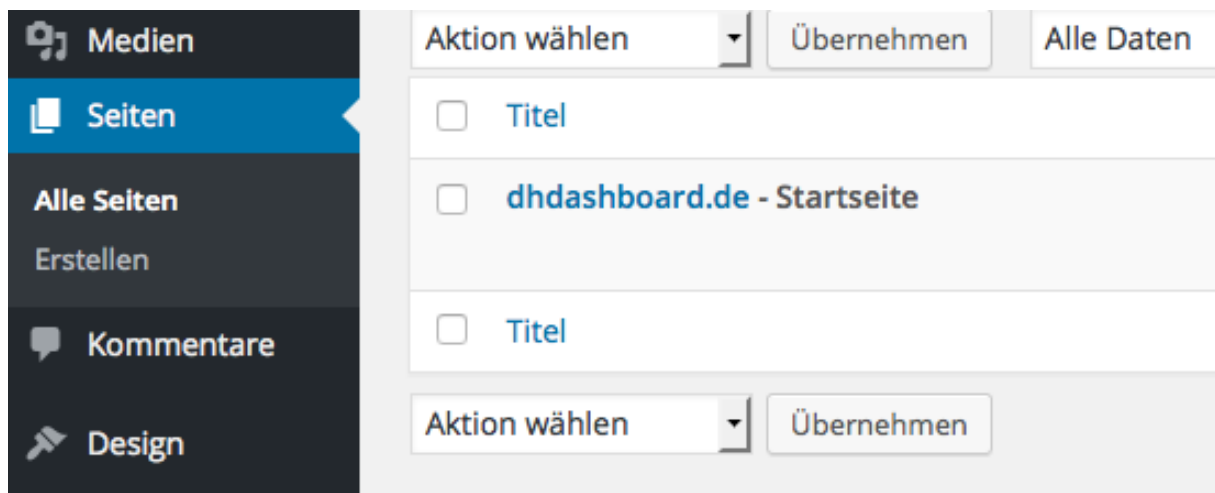 Medien
Seiten
Alle Seiten
Erstellen
Kommentare
Design
Aktion wählen Übernehmen Alle Daten
Titel
dhdashboard.de - Startseite
Titel
Aktion wählen Übernehmen